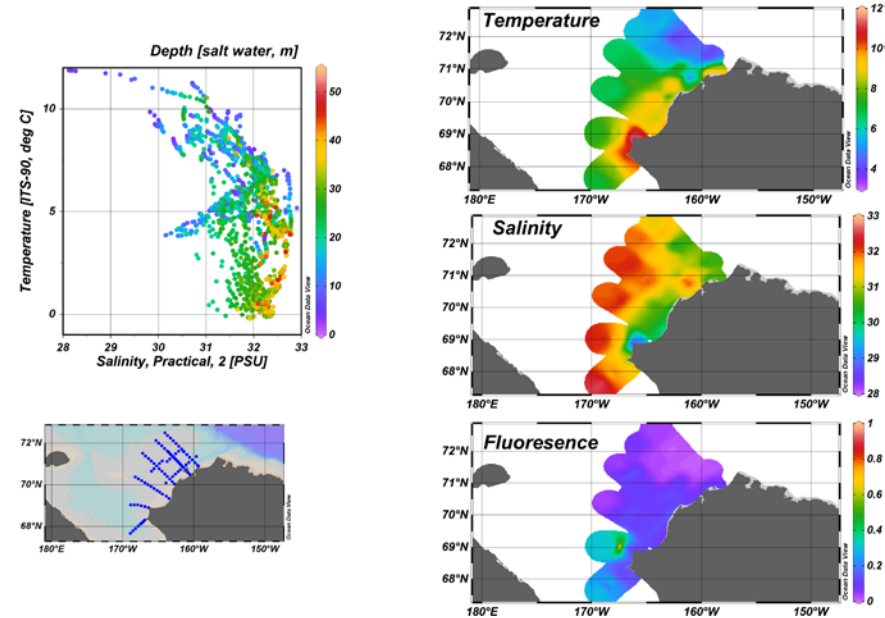 Depth [salt water, m]
10
5
0
Temperature [ITS-90, deg C]
28 29 30 31 32 33
Salinity, Practical, 2 [PSU]
50
40
30
20
10
0
Ocean Data View
72°N
70°N
68°N
180°E 170°W 160°W 150°W
Ocean Data View
Temperature
72°N
71°N
70°N
69°N
68°N
180°E 170°W 160°W 150°W
Ocean Data View
12
10
8
6
4
Salinity
72°N
71°N
70°N
69°N
68°N
180°E 170°W 160°W 150°W
Ocean Data View
33
32
31
30
29
28
Fluoresence
72°N
71°N
70°N
69°N
68°N
180°E 170°W 160°W 150°W
Ocean Data View
1
0.8
0.6
0.4
0.2
0